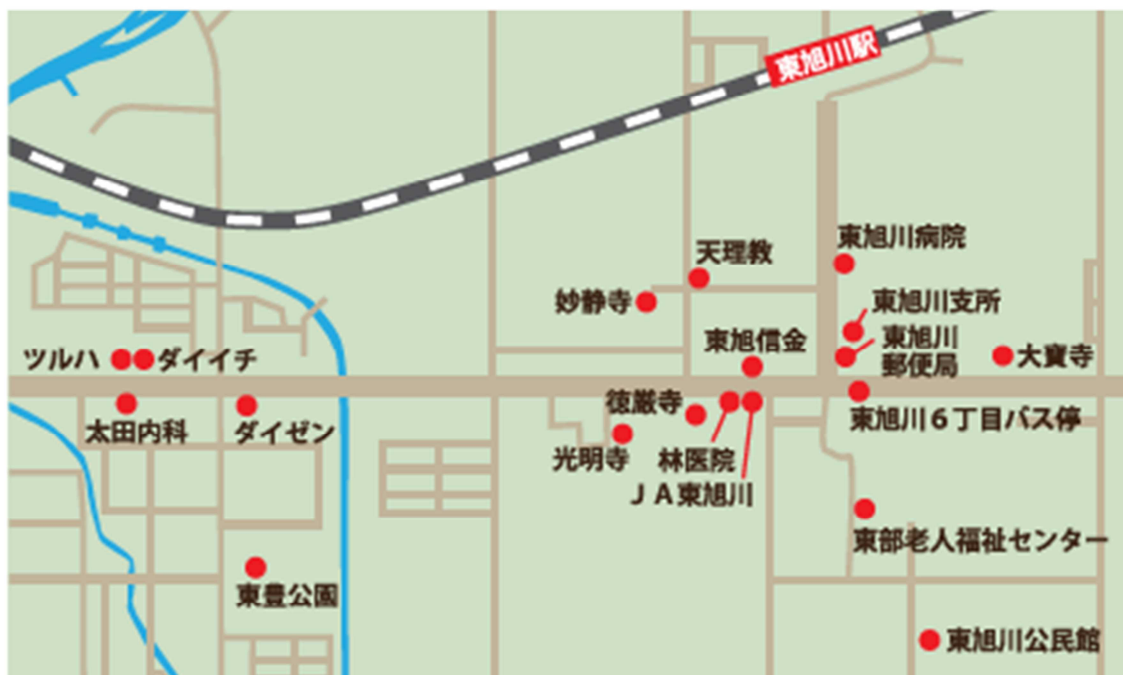 東旭川駅
東旭川病院
天理教
妙静寺
東旭川支所
東旭信金
東旭川
郵便局
大寶寺
ツルハ
ダイイチ
徳厳寺
東旭川6丁目バス停
太田内科
ダイゼン
光明寺
林医院
JA東旭川
東部老人福祉センター
東豊公園
東旭川公民館